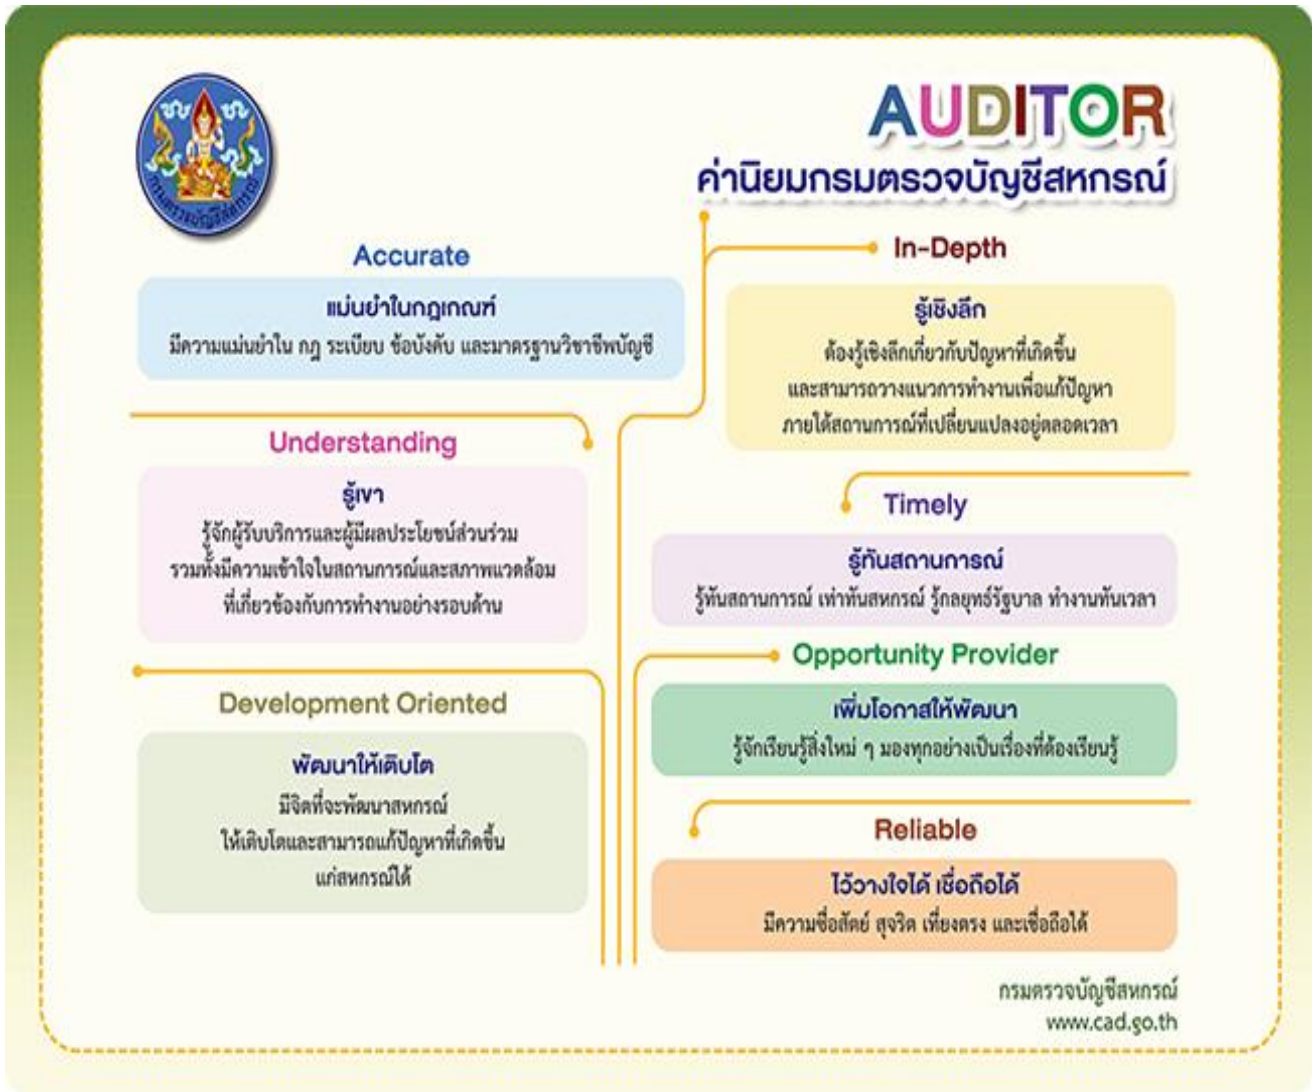 AUDITOR
ค่านิยมกรมตรวจบัญชีสหกรณ์
กรมตรวจบัญชีสหกรณ์
Accurate
แม่นยำในกฎเกณฑ์
มีความแม่นยำใน กฎ ระเบียบ ข้อบังคับ และมาตรฐานวิชาชีพบัญชี
Understanding
รู้เขา
รู้จักผู้รับบริการและผู้มีผลประโยชน์ส่วนร่วม
รวมทั้งมีความเข้าใจในสถานการณ์และสภาพแวดล้อม
ที่เกี่ยวข้องกับการทำงานอย่างรอบด้าน
Development Oriented
พัฒนาให้เติบโต
มีจิตที่จะพัฒนาสหกรณ์
ให้เติบโตและสามารถแก้ปัญหาที่เกิดขึ้น
แก่สหกรณ์ได้
In-Depth
รู้เชิงลึก
ต้องรู้เชิงลึกเกี่ยวกับปัญหาที่เกิดขึ้น
และสามารถวางแนวการทำงานเพื่อแก้ปัญหา
ภายใต้สถานการณ์ที่เปลี่ยนแปลงอยู่ตลอดเวลา
Timely
รู้ทันสถานการณ์
รู้ทันสถานการณ์ เท่าทันสหกรณ์ รู้กลยุทธ์รัฐบาล ทำงานทันเวลา
Opportunity Provider
เพิ่มโอกาสให้พัฒนา
รู้จักเรียนรู้สิ่งใหม่ ๆ มองทุกอย่างเป็นเรื่องที่ต้องเรียนรู้
Reliable
ไว้วางใจได้ เชื่อถือได้
มีความซื่อสัตย์ สุจริต เที่ยงตรง และเชื่อถือได้
กรมตรวจบัญชีสหกรณ์
www.cad.go.th